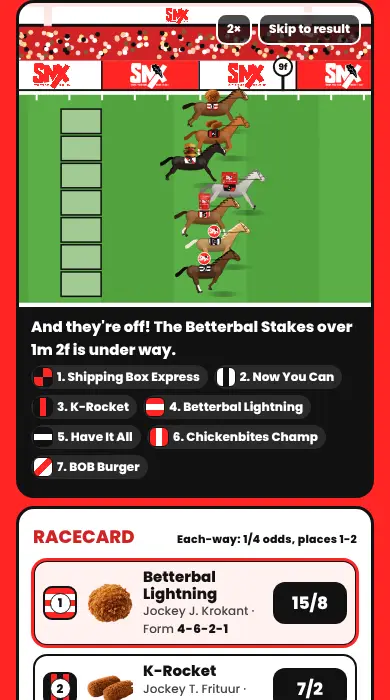 SNX
2×
Skip to result
SNX
SNX
SNX
SNX
9f
And they're off! The Betterbal Stakes over
1m 2f is under way.
1. Shipping Box Express
2. Now You Can
3. K-Rocket
4. Betterbal Lightning
5. Have It All
6. Chickenbites Champ
7. BOB Burger
RACECARD
Each-way: 1/4 odds, places 1-2
1
Betterbal
Lightning
Jockey J. Krokant ·
Form 4-6-2-1
15/8
2
K-Rocket
Jockey T. Frituur ·
7/2